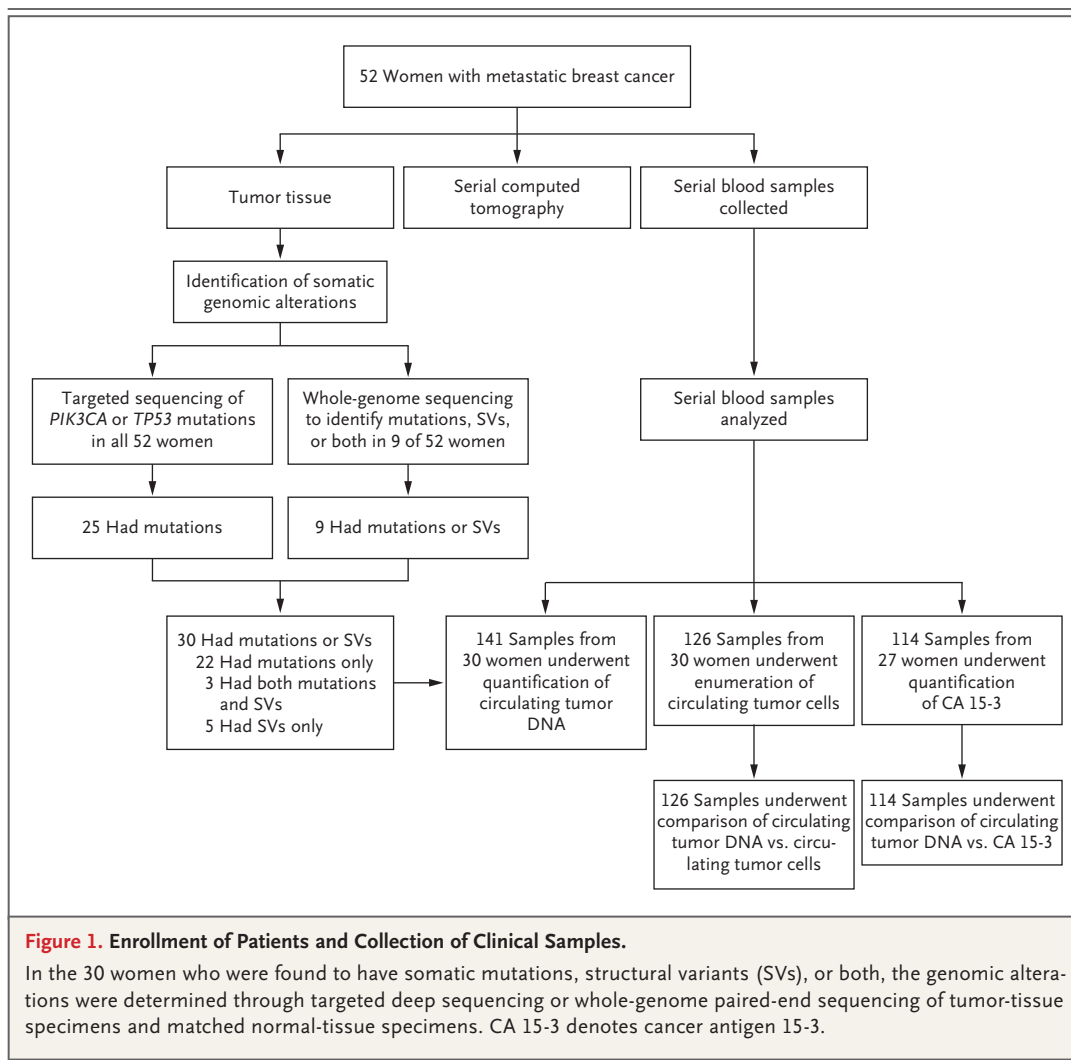 52 Women with metastatic breast cancer
Tumor tissue
Serial computed
tomography
Serial blood samples
collected
Identification of somatic
genomic alterations
Targeted sequencing of
PIK3CA or TP53 mutations
in all 52 women
Whole-genome sequencing
to identify mutations, SVs,
or both in 9 of 52 women
Serial blood samples
analyzed
25 Had mutations
9 Had mutations or SVs
30 Had mutations or SVs
22 Had mutations only
3 Had both mutations
and SVs
5 Had SVs only
141 Samples from
30 women underwent
quantification of
circulating tumor
DNA
126 Samples from
30 women underwent
enumeration of
circulating tumor cells
114 Samples from
27 women underwent
quantification
of CA 15-3
126 Samples underwent
comparison of circulating
tumor DNA vs. circu-
lating tumor cells
114 Samples underwent
comparison of circulating
tumor DNA vs. CA 15-3
Figure 1. Enrollment of Patients and Collection of Clinical Samples.
In the 30 women who were found to have somatic mutations, structural variants (SVs), or both, the genomic altera-
tions were determined through targeted deep sequencing or whole-genome paired-end sequencing of tumor-tissue
specimens and matched normal-tissue specimens. CA 15-3 denotes cancer antigen 15-3.